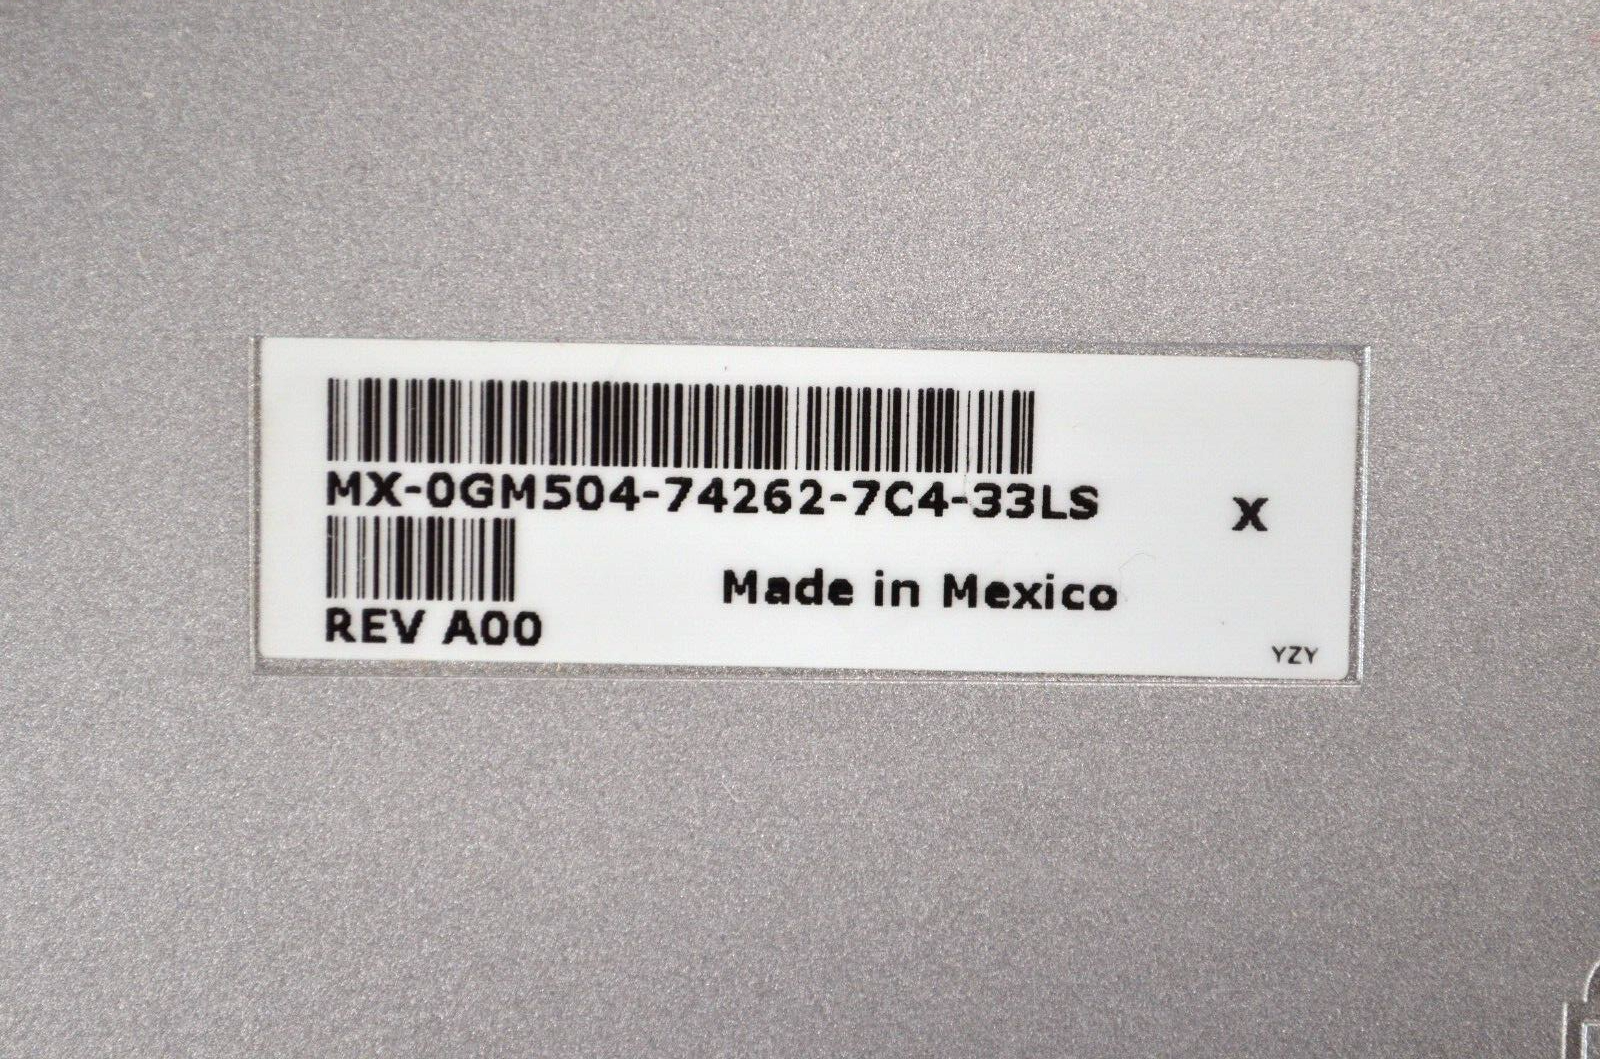 MX-0GM504-74262-7C4-33LS
X
REV A00
Made in Mexico
YZY